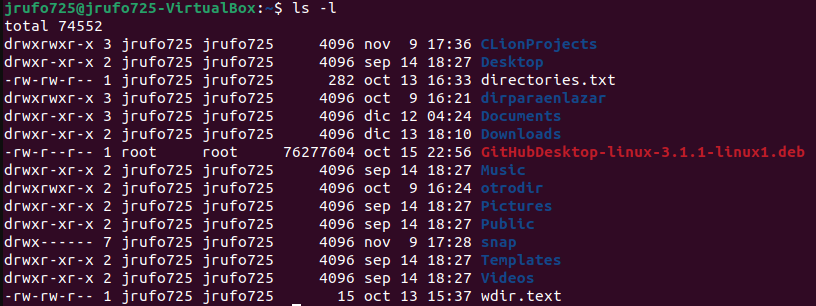 jrufo725@jrufo725-VirtualBox:~$ ls -l
total 74552
drwxrwxr-x 3 jrufo725 jrufo725     4096 nov  9 17:36 CLionProjects
drwxr-xr-x 2 jrufo725 jrufo725     4096 sep 14 18:27 Desktop
-rw-rw-r-- 1 jrufo725 jrufo725      282 oct 13 16:33 directories.txt
drwxrwxr-x 3 jrufo725 jrufo725     4096 oct  9 16:21 dirparaenlazar
drwxr-xr-x 3 jrufo725 jrufo725     4096 dic 12 04:24 Documents
drwxr-xr-x 2 jrufo725 jrufo725     4096 dic 13 18:10 Downloads
-rw-r--r-- 1 root     root     76277604 oct 15 22:56 GitHubDesktop-linux-3.1.1-linux1.deb
drwxr-xr-x 2 jrufo725 jrufo725     4096 sep 14 18:27 Music
drwxrwxr-x 2 jrufo725 jrufo725     4096 oct  9 16:24 otrodir
drwxr-xr-x 2 jrufo725 jrufo725     4096 sep 14 18:27 Pictures
drwxr-xr-x 2 jrufo725 jrufo725     4096 sep 14 18:27 Public
drwx------ 7 jrufo725 jrufo725     4096 nov  9 17:28 snap
drwxr-xr-x 2 jrufo725 jrufo725     4096 sep 14 18:27 Templates
drwxr-xr-x 2 jrufo725 jrufo725     4096 sep 14 18:27 Videos
-rw-rw-r-- 1 jrufo725 jrufo725       15 oct 13 15:37 wdir.text